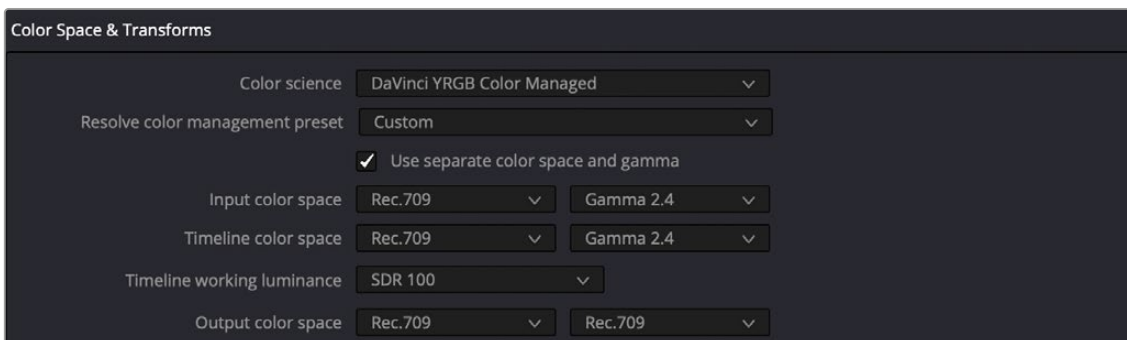 Color Space & Transforms
Color science DaVinci YRGB Color Managed
Resolve color management preset Custom
Use separate color space and gamma
Input color space Rec.709 Gamma 2.4
Timeline color space Rec.709 Gamma 2.4
Timeline working luminance SDR 100
Output color space Rec.709 Rec.709